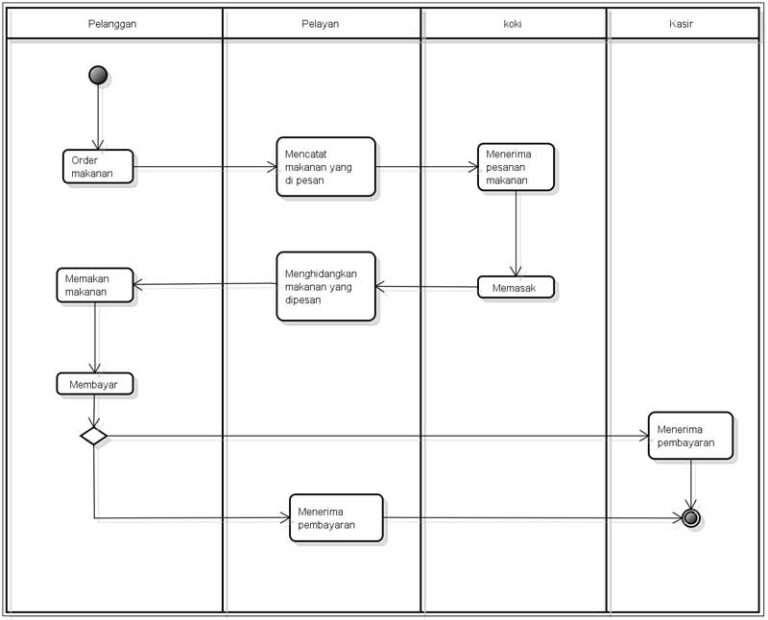 Pelanggan
Pelayan
koki
Kasir
Order
makanan
Mencatat
makanan yang
di pesan
Menerima
pesanan
makanan
Memakan
makanan
Menghidangkan
makanan yang
dipesan
Memasak
Membayar
Menerima
pembayaran
Menerima
pembayaran